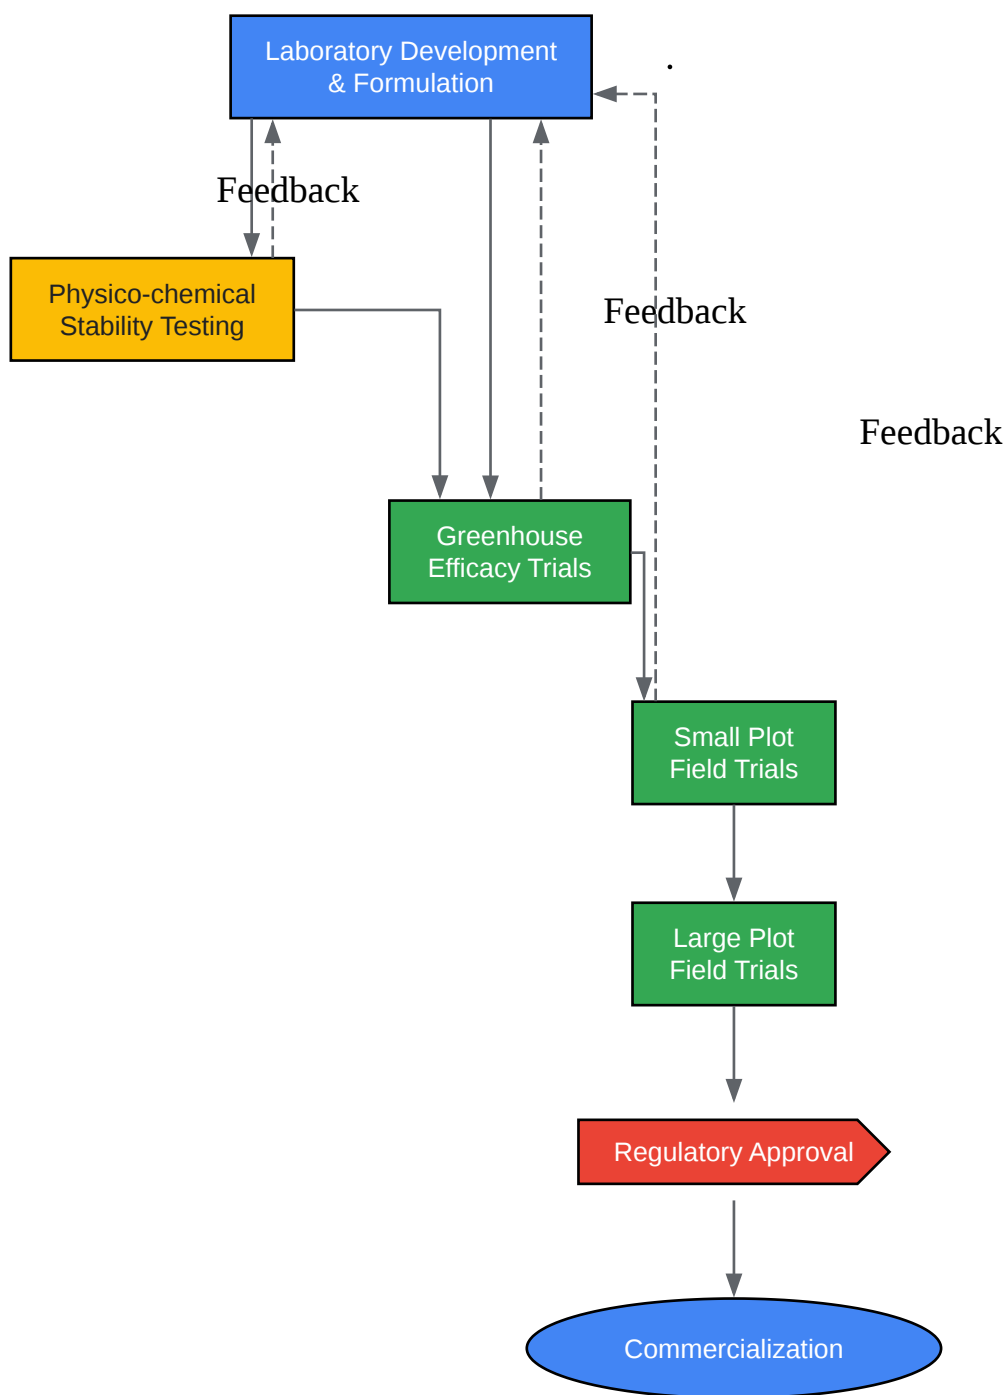 Laboratory Development
& Formulation
.
Feedback
Physico-chemical
Stability Testing
Feedback
Feedback
Greenhouse
Efficacy Trials
Small Plot
Field Trials
Large Plot
Field Trials
Regulatory Approval
Commercialization